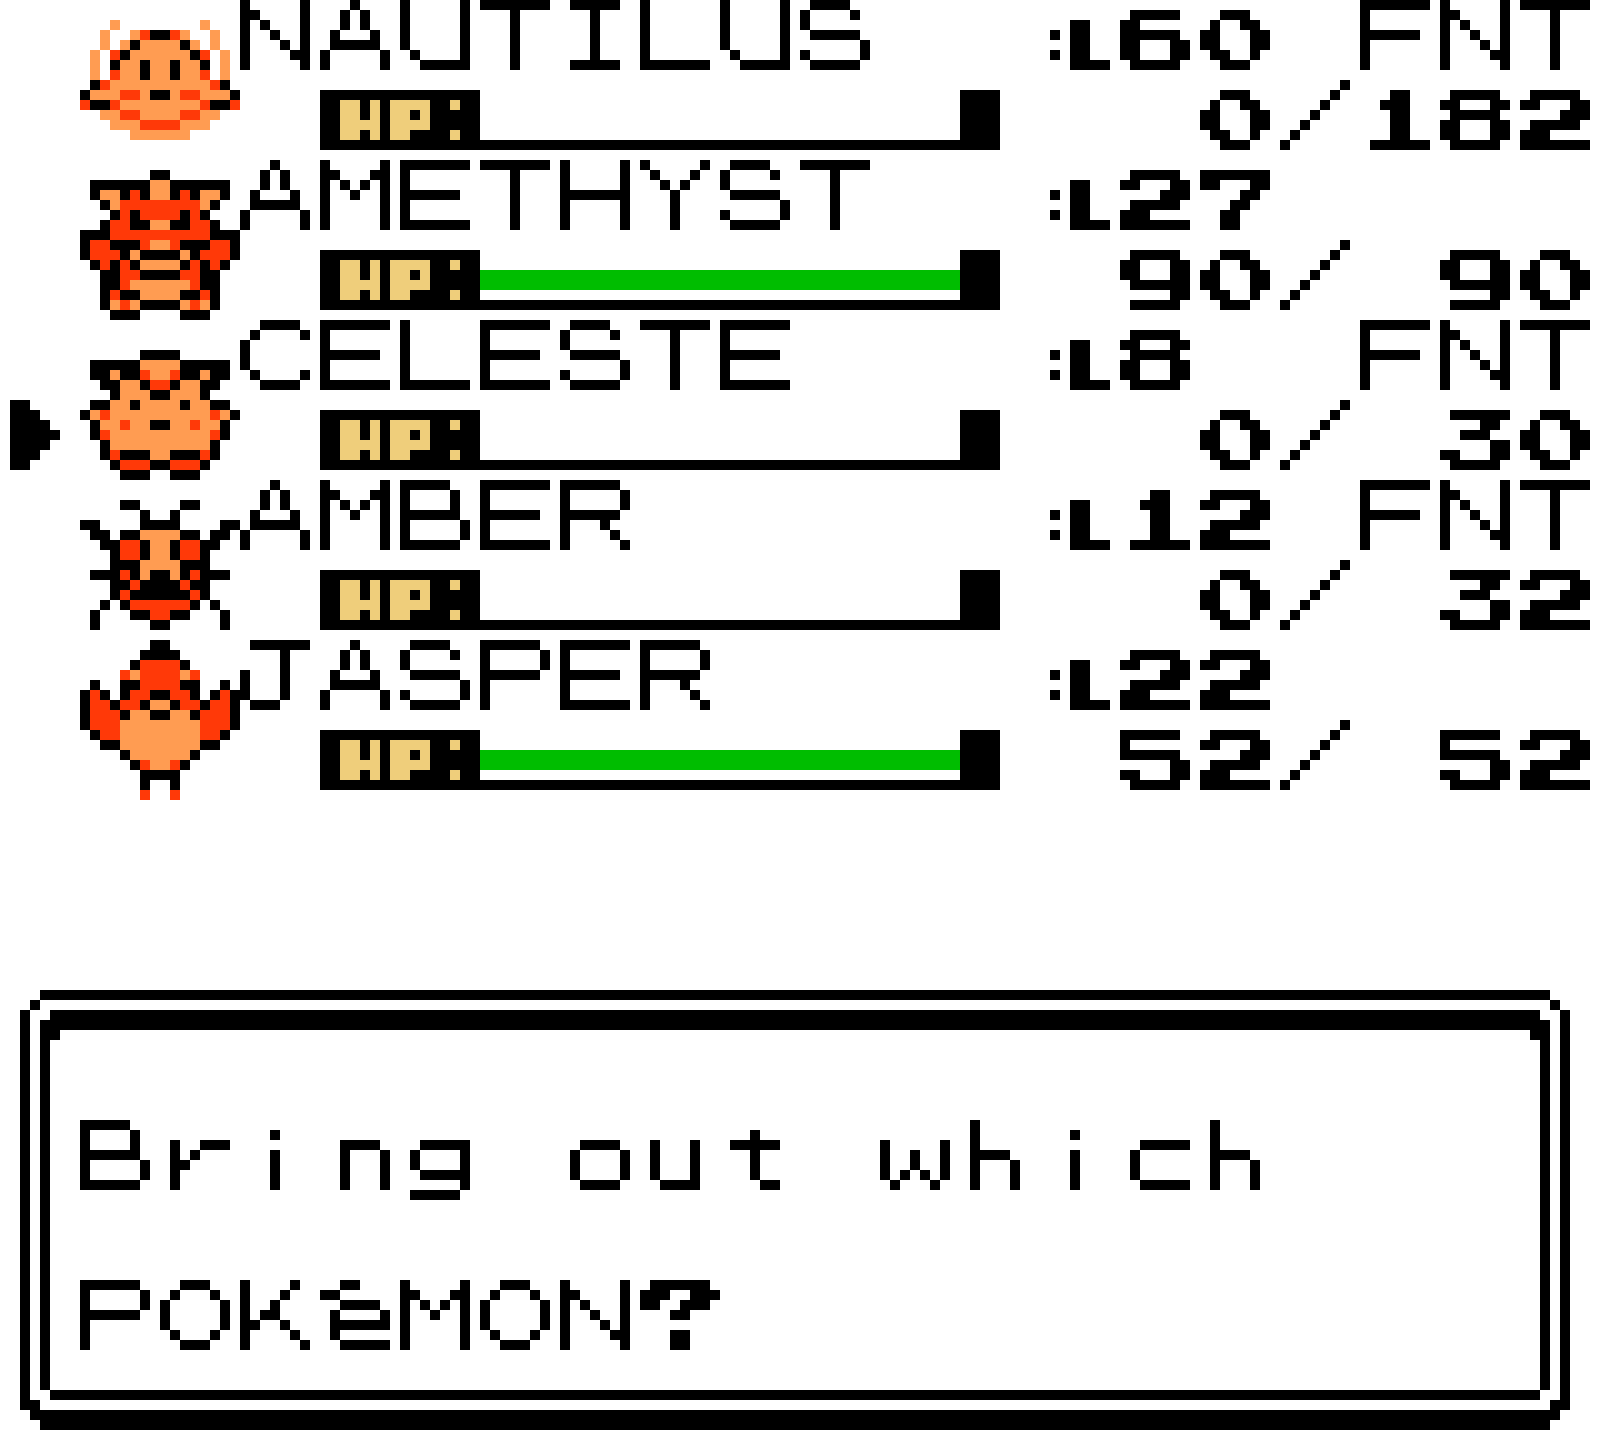 NAUTILUS :L60 FNT
HP: 0/182
AMETHYST :L27
HP: 90/ 90
CELESTE :L8 FNT
HP: 0/ 30
AMBER :L12 FNT
HP: 0/ 32
JASPER :L22
HP: 52/ 52
Bring out which
POKéMON?